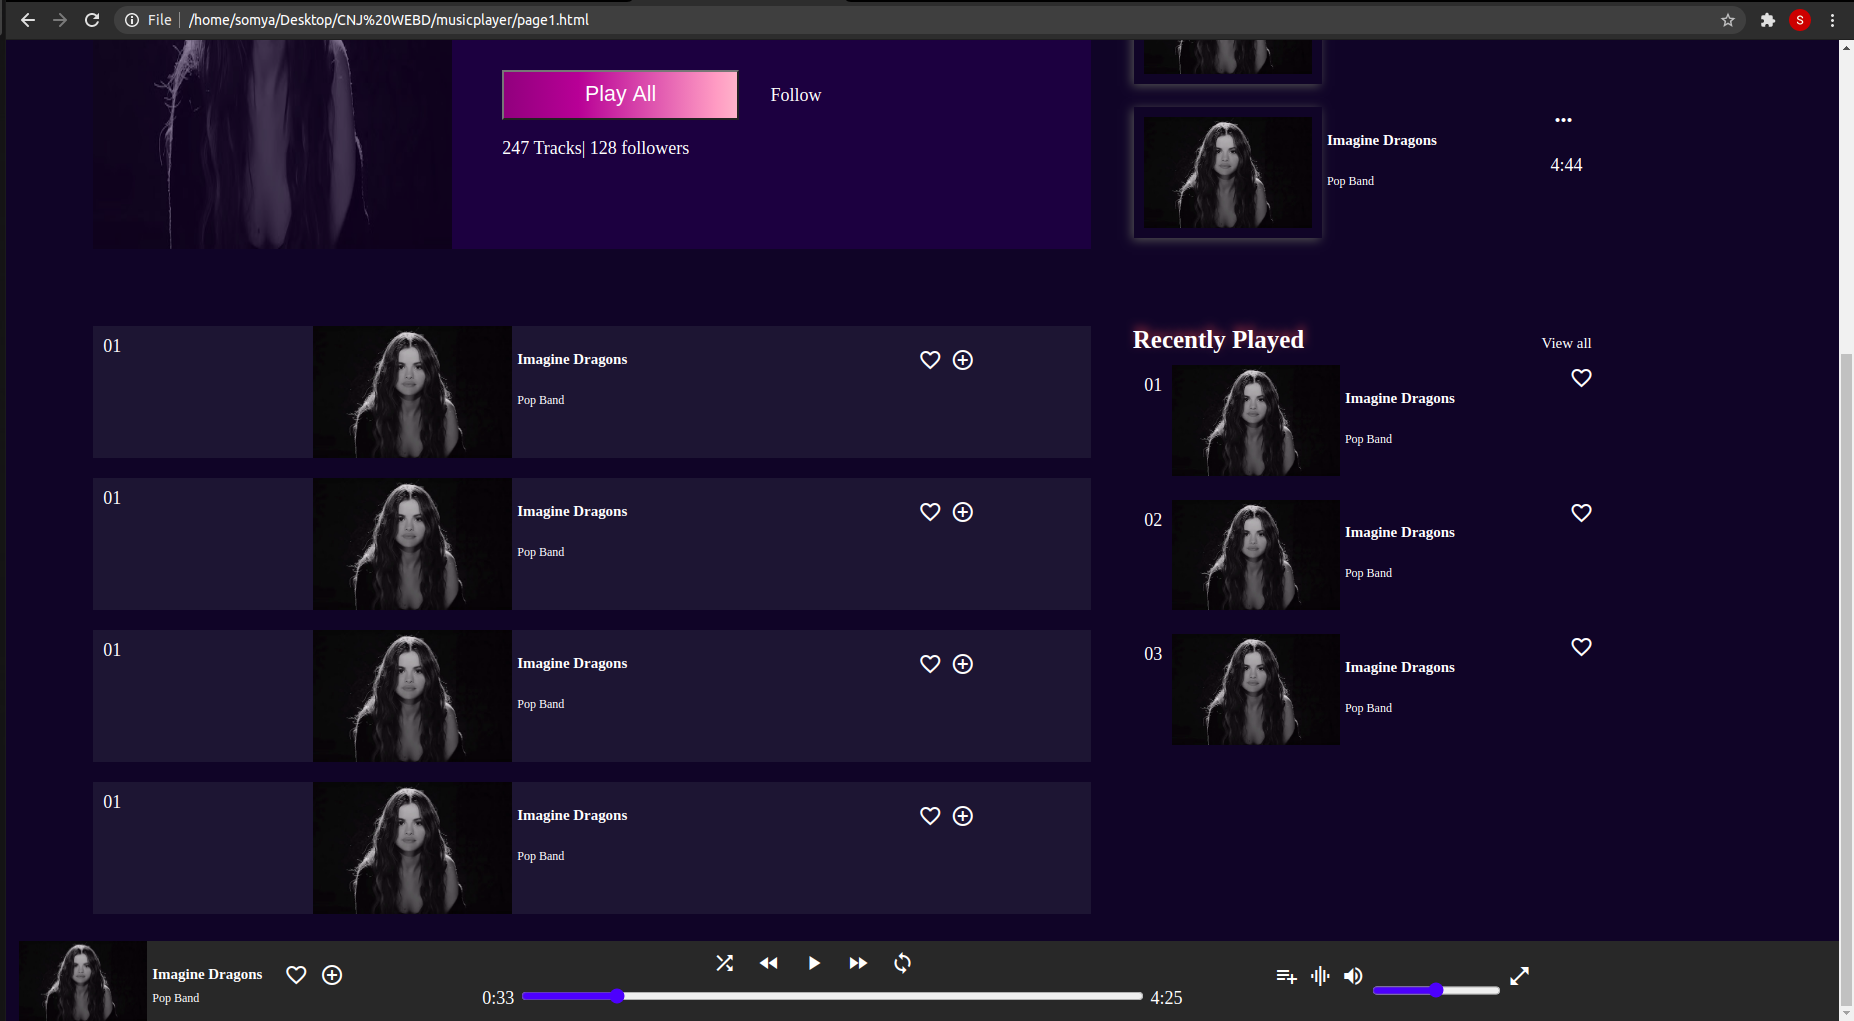 File /home/somya/Desktop/CNJ%20WEBD/musicplayer/page1.html
S
Play All
Follow
247 Tracks| 128 followers
Imagine Dragons
4:44
Pop Band
01
Imagine Dragons
Pop Band
01
Imagine Dragons
Pop Band
01
Imagine Dragons
Pop Band
01
Imagine Dragons
Pop Band
Recently Played
View all
01
Imagine Dragons
Pop Band
02
Imagine Dragons
Pop Band
03
Imagine Dragons
Pop Band
Imagine Dragons
Pop Band
0:33
4:25